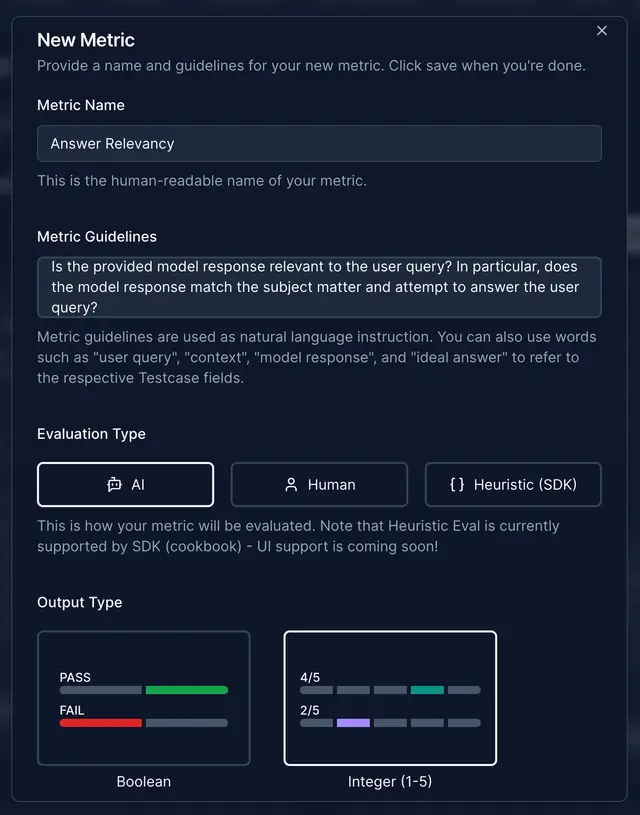 New Metric
Provide a name and guidelines for your new metric. Click save when you're done.
Metric Name
Answer Relevancy
This is the human-readable name of your metric.
Metric Guidelines
Is the provided model response relevant to the user query? In particular, does
the model response match the subject matter and attempt to answer the user
query?
Metric guidelines are used as natural language instruction. You can also use words
such as "user query", "context", "model response", and "ideal answer" to refer to
the respective Testcase fields.
Evaluation Type
AI
Human
Heuristic (SDK)
This is how your metric will be evaluated. Note that Heuristic Eval is currently
supported by SDK (cookbook) - UI support is coming soon!
Output Type
PASS
FAIL
Boolean
4/5
2/5
Integer (1-5)